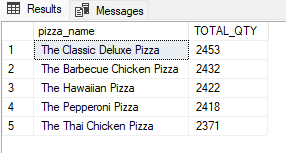 Results Messages
pizza_name TOTAL_QTY
1 The Classic Deluxe Pizza 2453
2 The Barbecue Chicken Pizza 2432
3 The Hawaiian Pizza 2422
4 The Pepperoni Pizza 2418
5 The Thai Chicken Pizza 2371